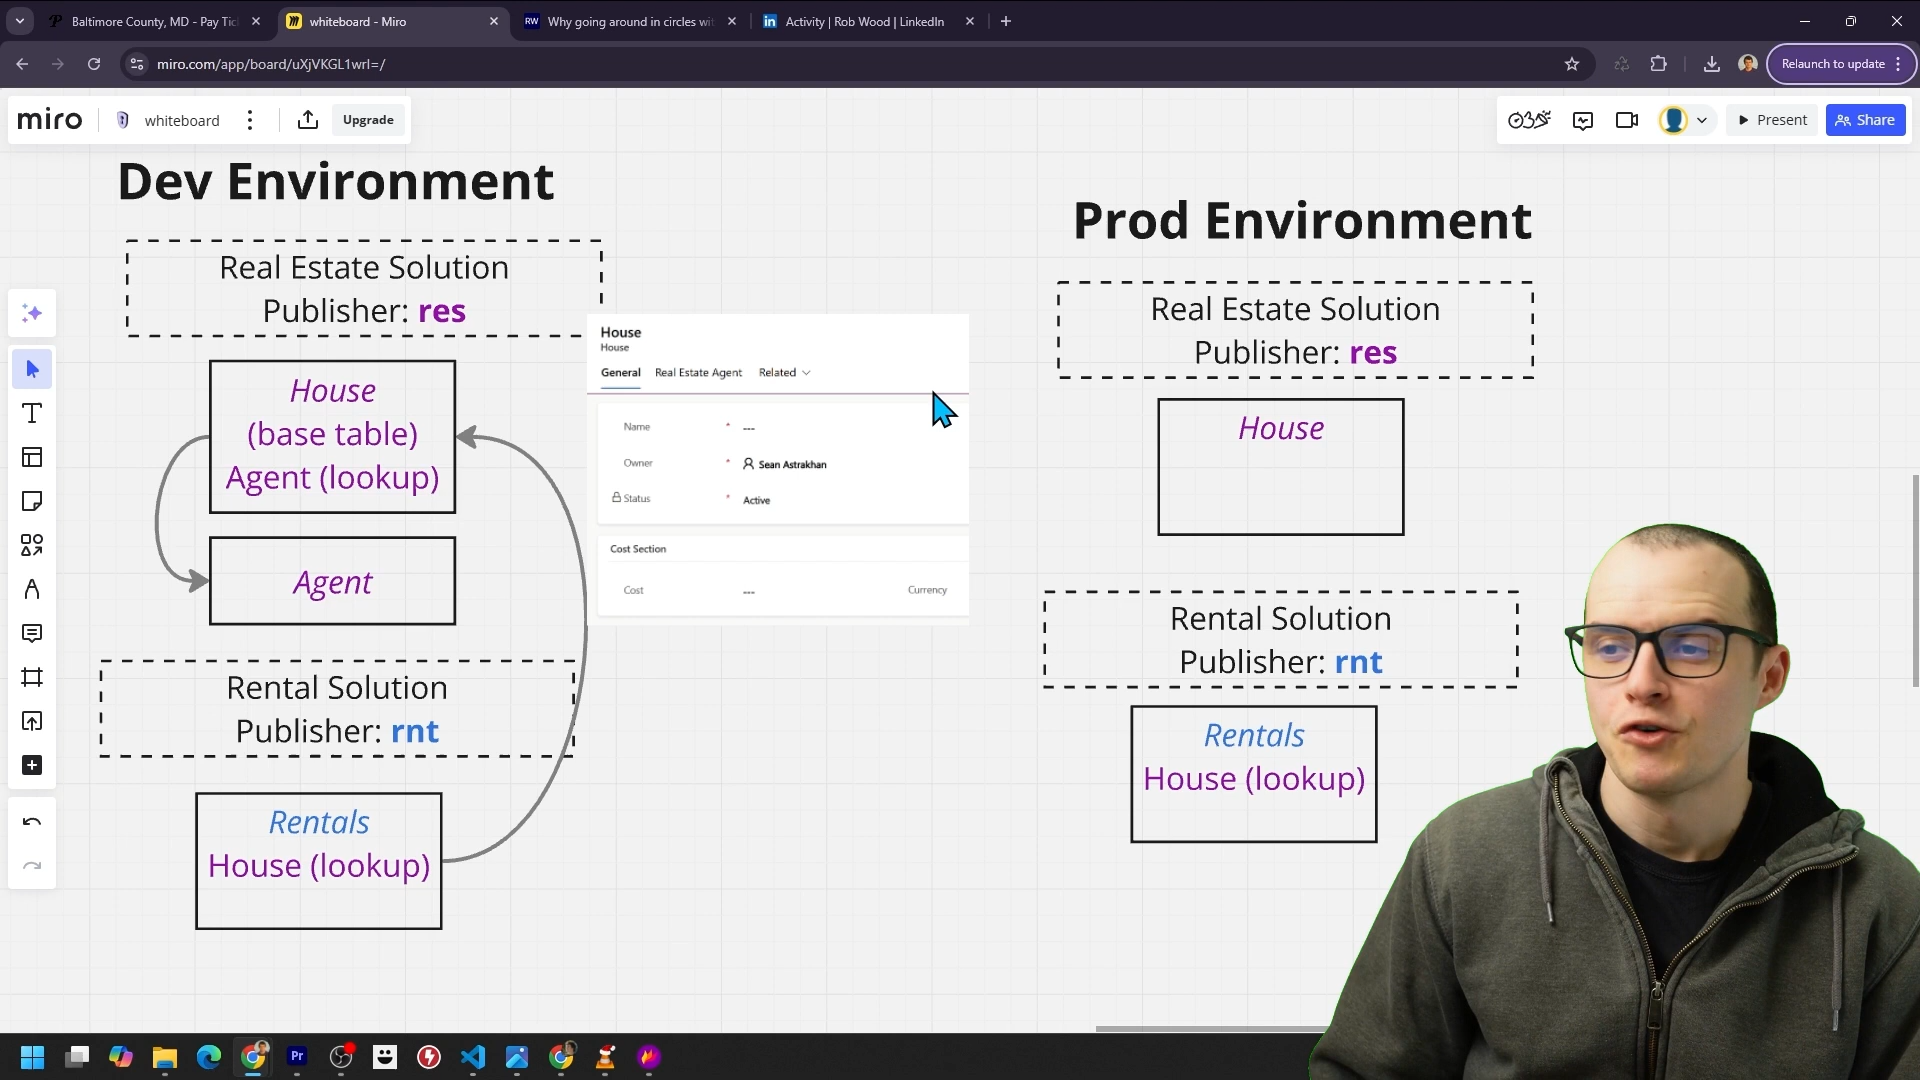 Baltimore County, MD - Pay Tic
whiteboard - Miro
RW
Why going around in circles wit
in
Activity | Rob Wood | LinkedIn
miro.com/app/board/uXjVKGL1wrI=/
Relaunch to update
miro
whiteboard
Upgrade
Present
Share
Dev Environment
Real Estate Solution
Publisher: res
House
(base table)
Agent (lookup)
Agent
Rental Solution
Publisher: rnt
Rentals
House (lookup)
House
House
General
Real Estate Agent
Related
Name
*
---
Owner
*
Sean Astrakhan
Status
*
Active
Cost Section
Cost
---
Currency
Prod Environment
Real Estate Solution
Publisher: res
House
Rental Solution
Publisher: rnt
Rentals
House (lookup)
Pr